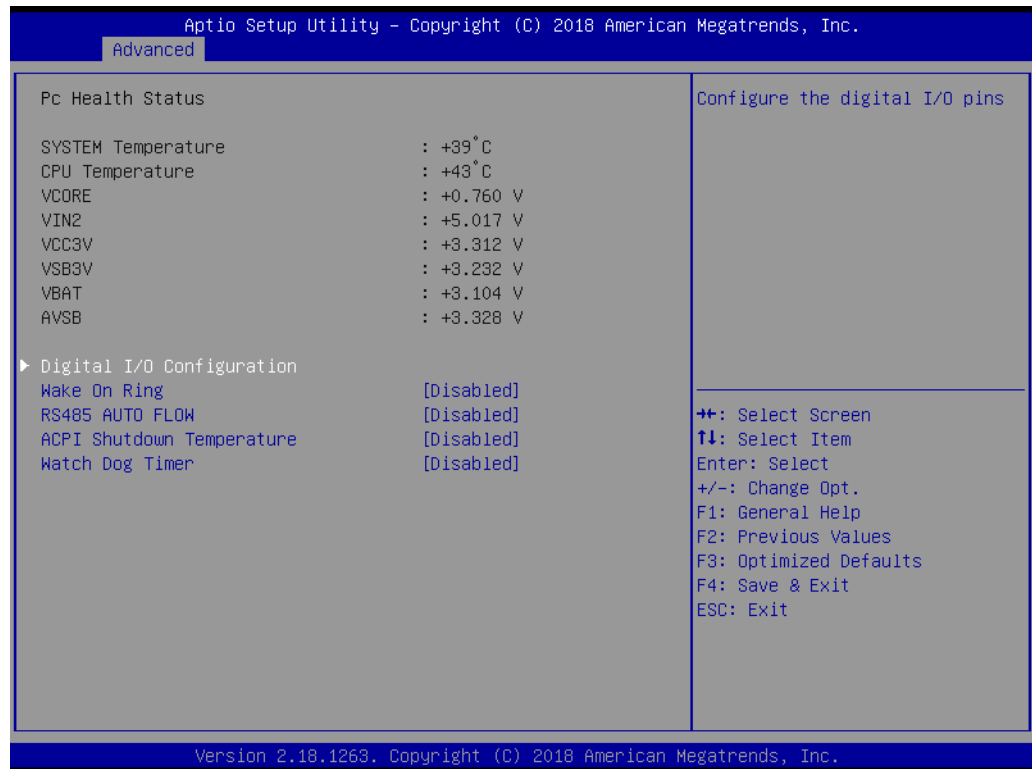 Aptio Setup Utility – Copyright (C) 2018 American Megatrends, Inc.
Advanced
Pc Health Status
SYSTEM Temperature : +39°C
CPU Temperature : +43°C
VCORE : +0.760 V
VIN2 : +5.017 V
VCC3V : +3.312 V
VSB3V : +3.232 V
VBAT : +3.104 V
AVSB : +3.328 V
▶ Digital I/O Configuration
Wake On Ring [Disabled]
RS485 AUTO FLOW [Disabled]
ACPI Shutdown Temperature [Disabled]
Watch Dog Timer [Disabled]
Configure the digital I/O pins
→←: Select Screen
↑↓: Select Item
Enter: Select
+/-: Change Opt.
F1: General Help
F2: Previous Values
F3: Optimized Defaults
F4: Save & Exit
ESC: Exit
Version 2.18.1263. Copyright (C) 2018 American Megatrends, Inc.